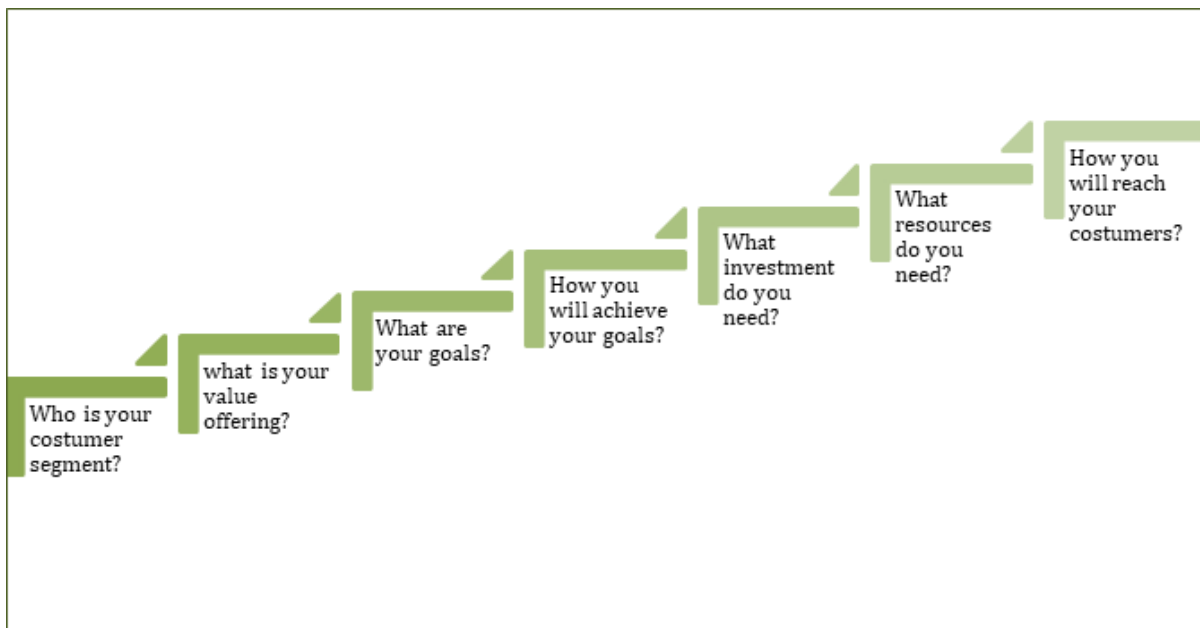 Who is your
costumer
segment?
what is your
value
offering?
What are
your goals?
How you
will achieve
your goals?
What
investment
do you
need?
What
resources
do you
need?
How you
will reach
your
costumers?